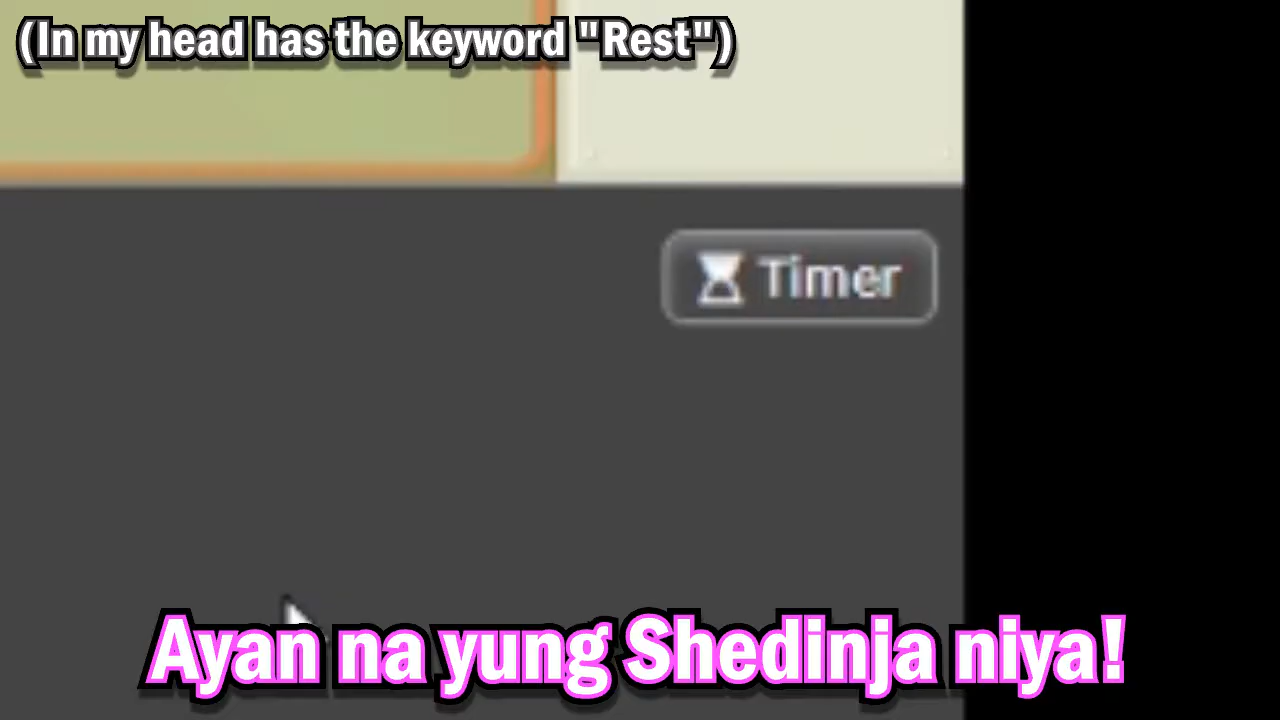 (In my head has the keyword "Rest")
Timer
Ayan na yung Shedinja niya!